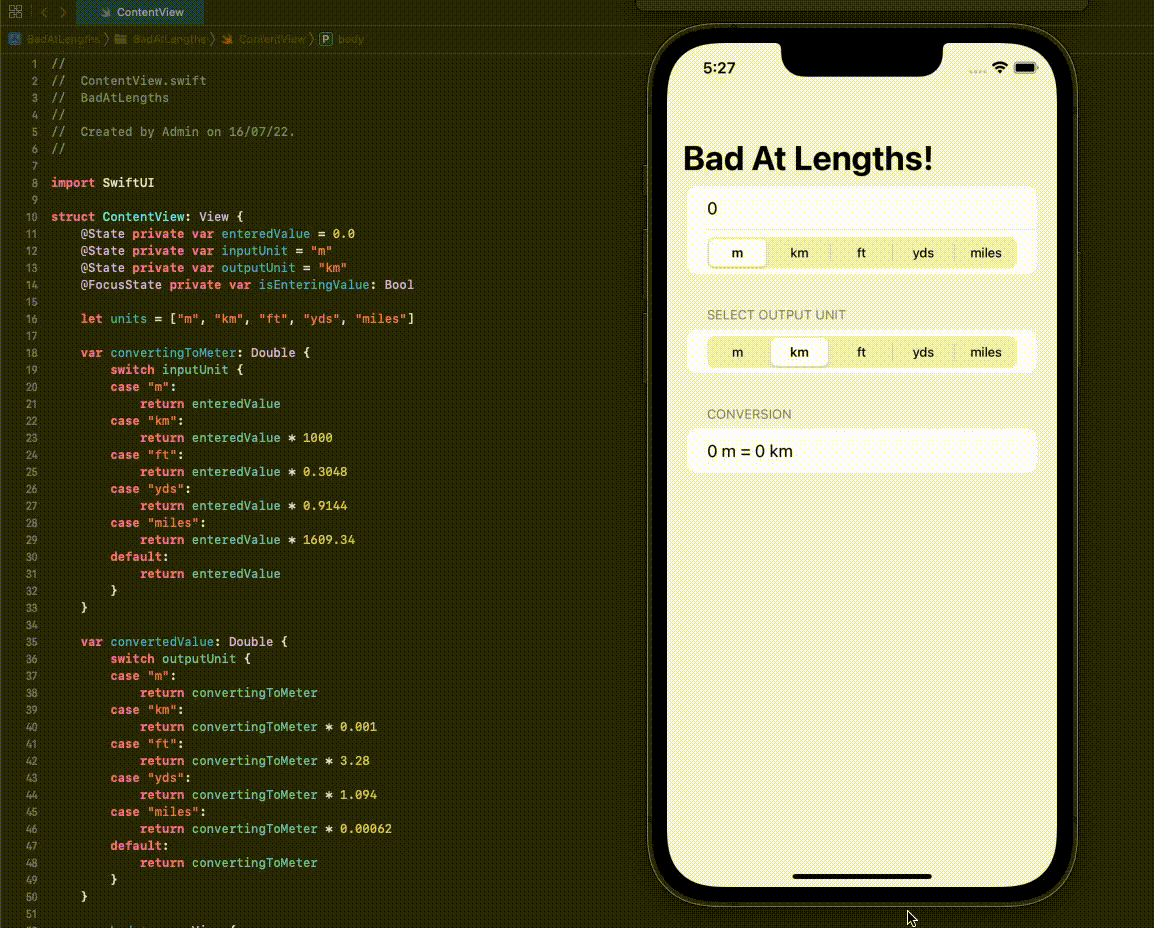 ContentView
BadAtLengths 〉 BadAtLengths 〉 ContentView 〉 P body
1 //
2 //  ContentView.swift
3 //  BadAtLengths
4 //
5 //  Created by Admin on 16/07/22.
6 //
7
8 import SwiftUI
9
10 struct ContentView: View {
11     @State private var enteredValue = 0.0
12     @State private var inputUnit = "m"
13     @State private var outputUnit = "km"
14     @FocusState private var isEnteringValue: Bool
15
16     let units = ["m", "km", "ft", "yds", "miles"]
17
18     var convertingToMeter: Double {
19         switch inputUnit {
20         case "m":
21             return enteredValue
22         case "km":
23             return enteredValue * 1000
24         case "ft":
25             return enteredValue * 0.3048
26         case "yds":
27             return enteredValue * 0.9144
28         case "miles":
29             return enteredValue * 1609.34
30         default:
31             return enteredValue
32         }
33     }
34
35     var convertedValue: Double {
36         switch outputUnit {
37         case "m":
38             return convertingToMeter
39         case "km":
40             return convertingToMeter * 0.001
41         case "ft":
42             return convertingToMeter * 3.28
43         case "yds":
44             return convertingToMeter * 1.094
45         case "miles":
46             return convertingToMeter * 0.00062
47         default:
48             return convertingToMeter
49         }
50     }
51
5:27
Bad At Lengths!
0
m km ft yds miles
SELECT OUTPUT UNIT
m km ft yds miles
CONVERSION
0 m = 0 km